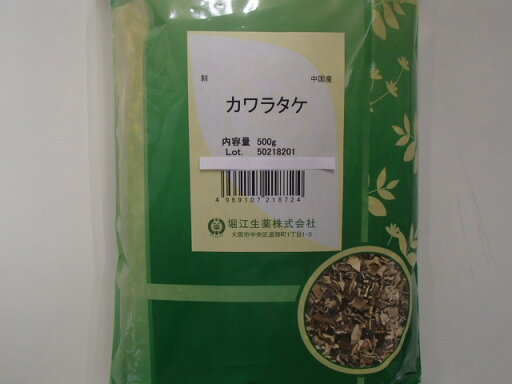 刻 中国産
カワラタケ
内容量 500g
Lot. 50218201
4 969107 218724
堀江生薬株式会社
大阪市中央区道修町1丁目1-5